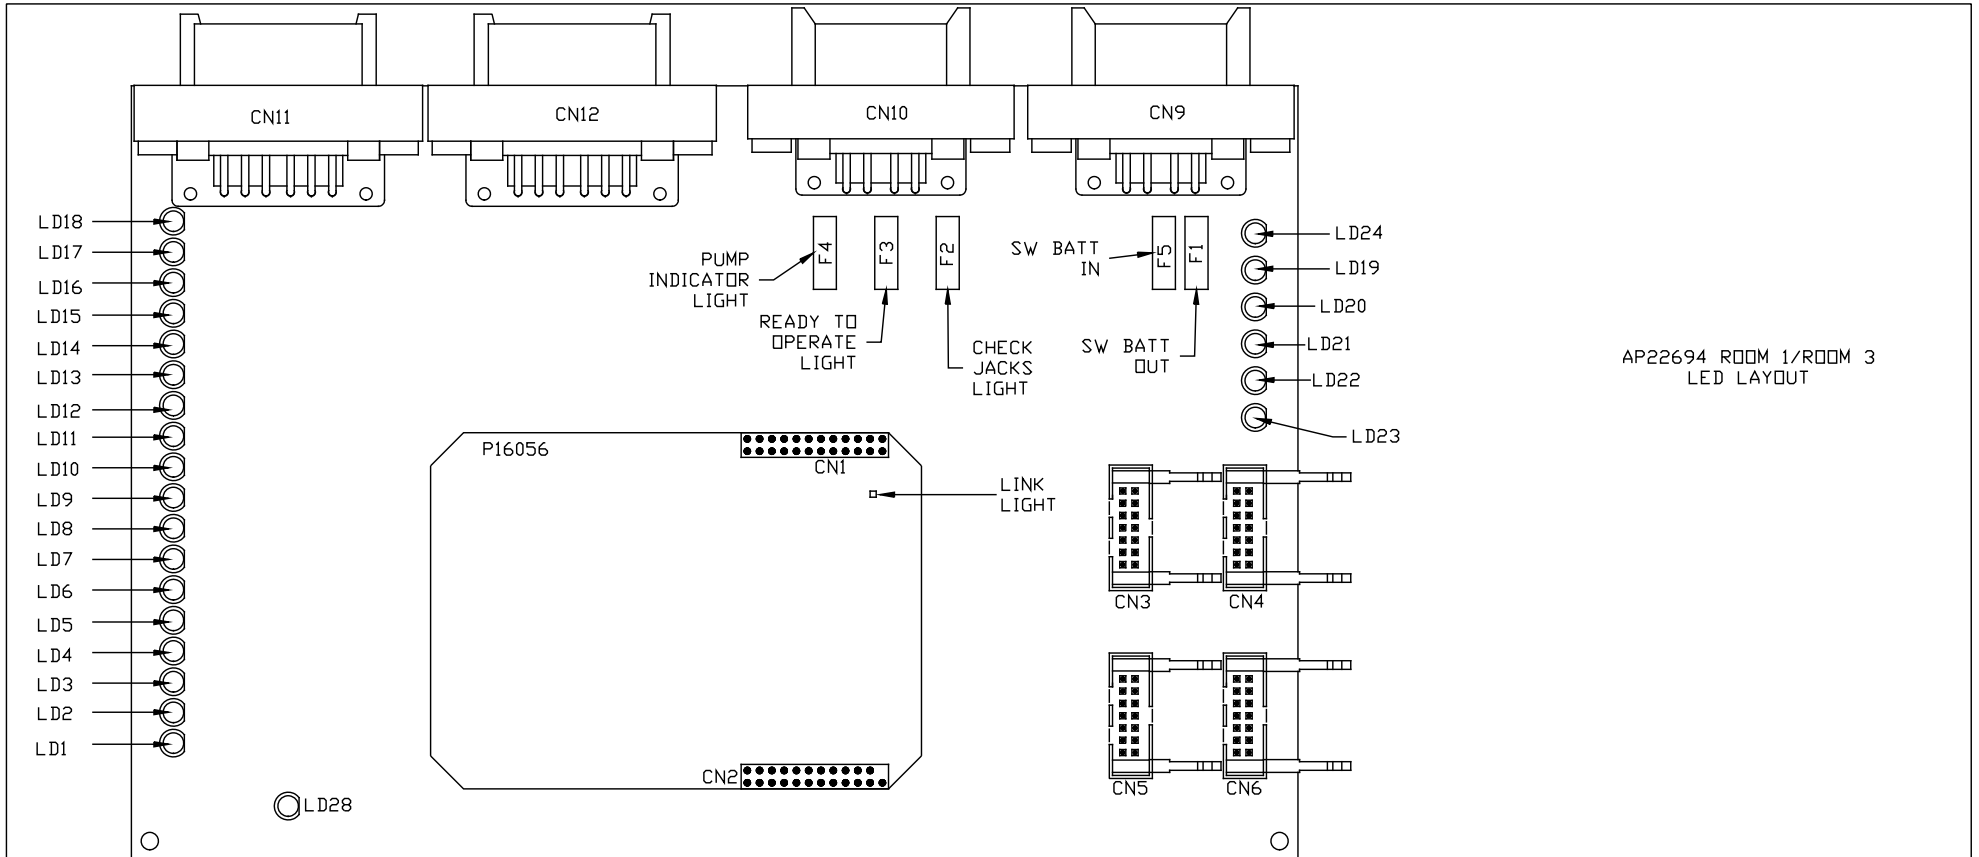 CN11
CN12
CN10
CN9
LD18
LD17
LD16
LD15
LD14
LD13
LD12
LD11
LD10
LD9
LD8
LD7
LD6
LD5
LD4
LD3
LD2
LD1
LD28
F4
F3
F2
F5
F1
PUMP
INDICATOR
LIGHT
READY TO
OPERATE
LIGHT
CHECK
JACKS
LIGHT
SW BATT
IN
SW BATT
OUT
LD24
LD19
LD20
LD21
LD22
LD23
AP22694 ROOM 1/ROOM 3
LED LAYOUT
P16056
CN1
LINK
LIGHT
CN2
CN3
CN4
CN5
CN6